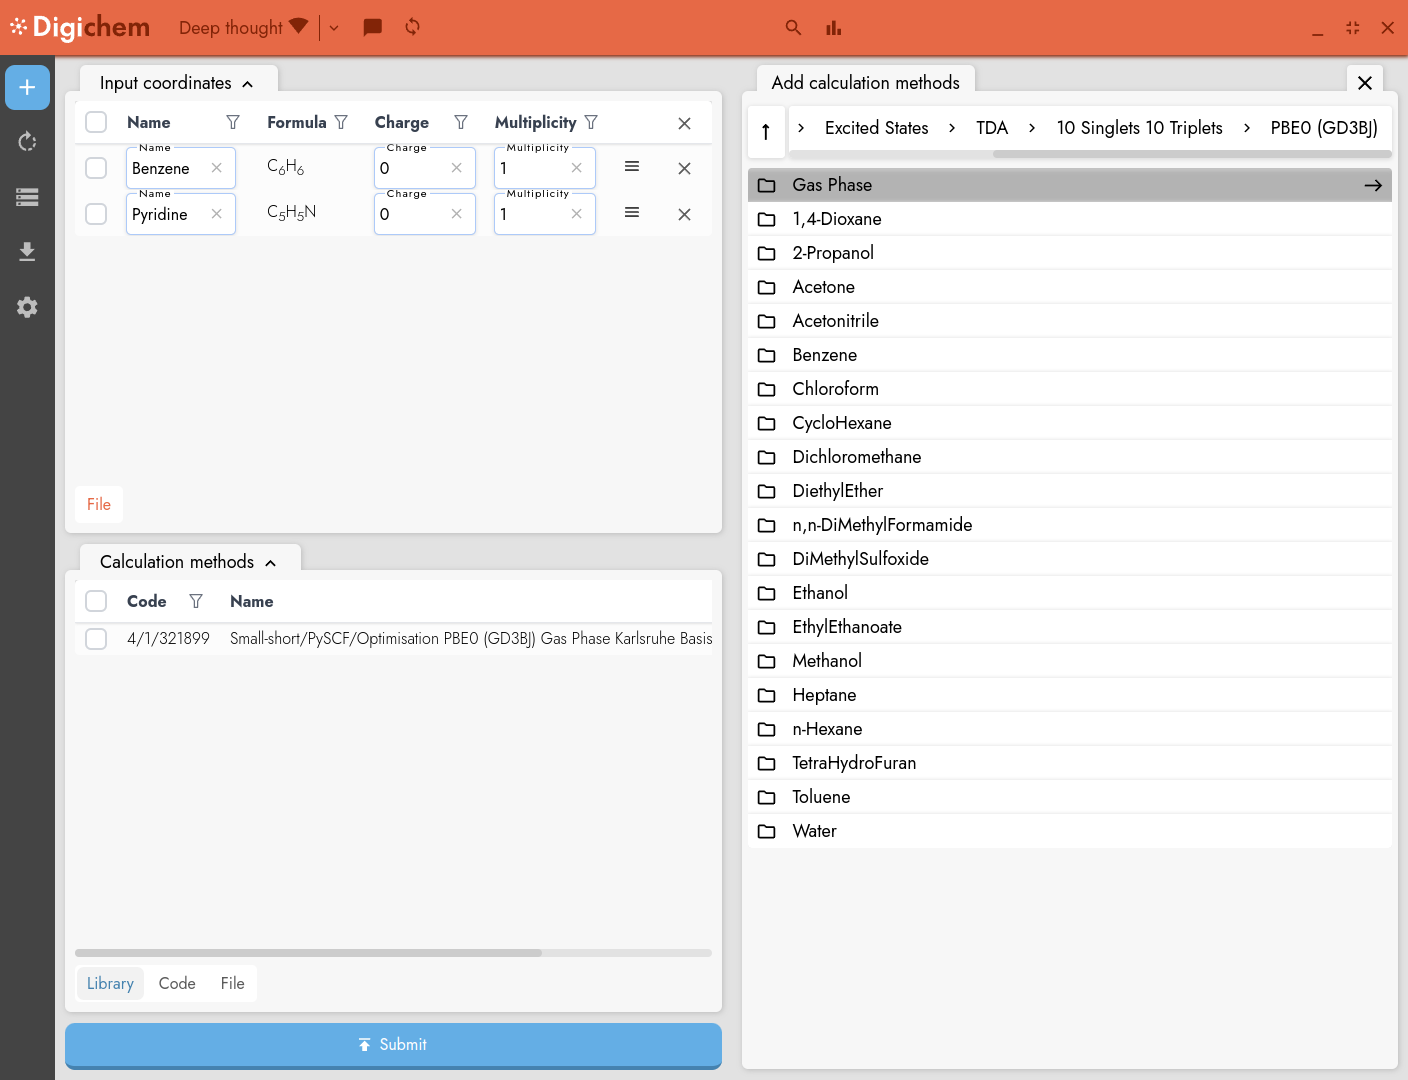 Digichem
Deep thought
Input coordinates
Name Formula Charge Multiplicity
Name Charge Multiplicity
Benzene C6H6 0 1
Name Charge Multiplicity
Pyridine C5H5N 0 1
File
Calculation methods
Code Name
4/1/321899 Small-short/PySCF/Optimisation PBE0 (GD3BJ) Gas Phase Karlsruhe Basis
Library Code File
Submit
Add calculation methods
Excited States TDA 10 Singlets 10 Triplets PBE0 (GD3BJ)
Gas Phase
1,4-Dioxane
2-Propanol
Acetone
Acetonitrile
Benzene
Chloroform
CycloHexane
Dichloromethane
DiethylEther
n,n-DiMethylFormamide
DiMethylSulfoxide
Ethanol
EthylEthanoate
Methanol
Heptane
n-Hexane
TetraHydroFuran
Toluene
Water